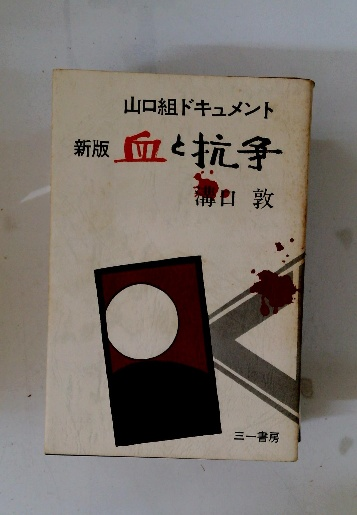 山口組ドキュメント
新版 血と抗争
溝口 敦
三一書房